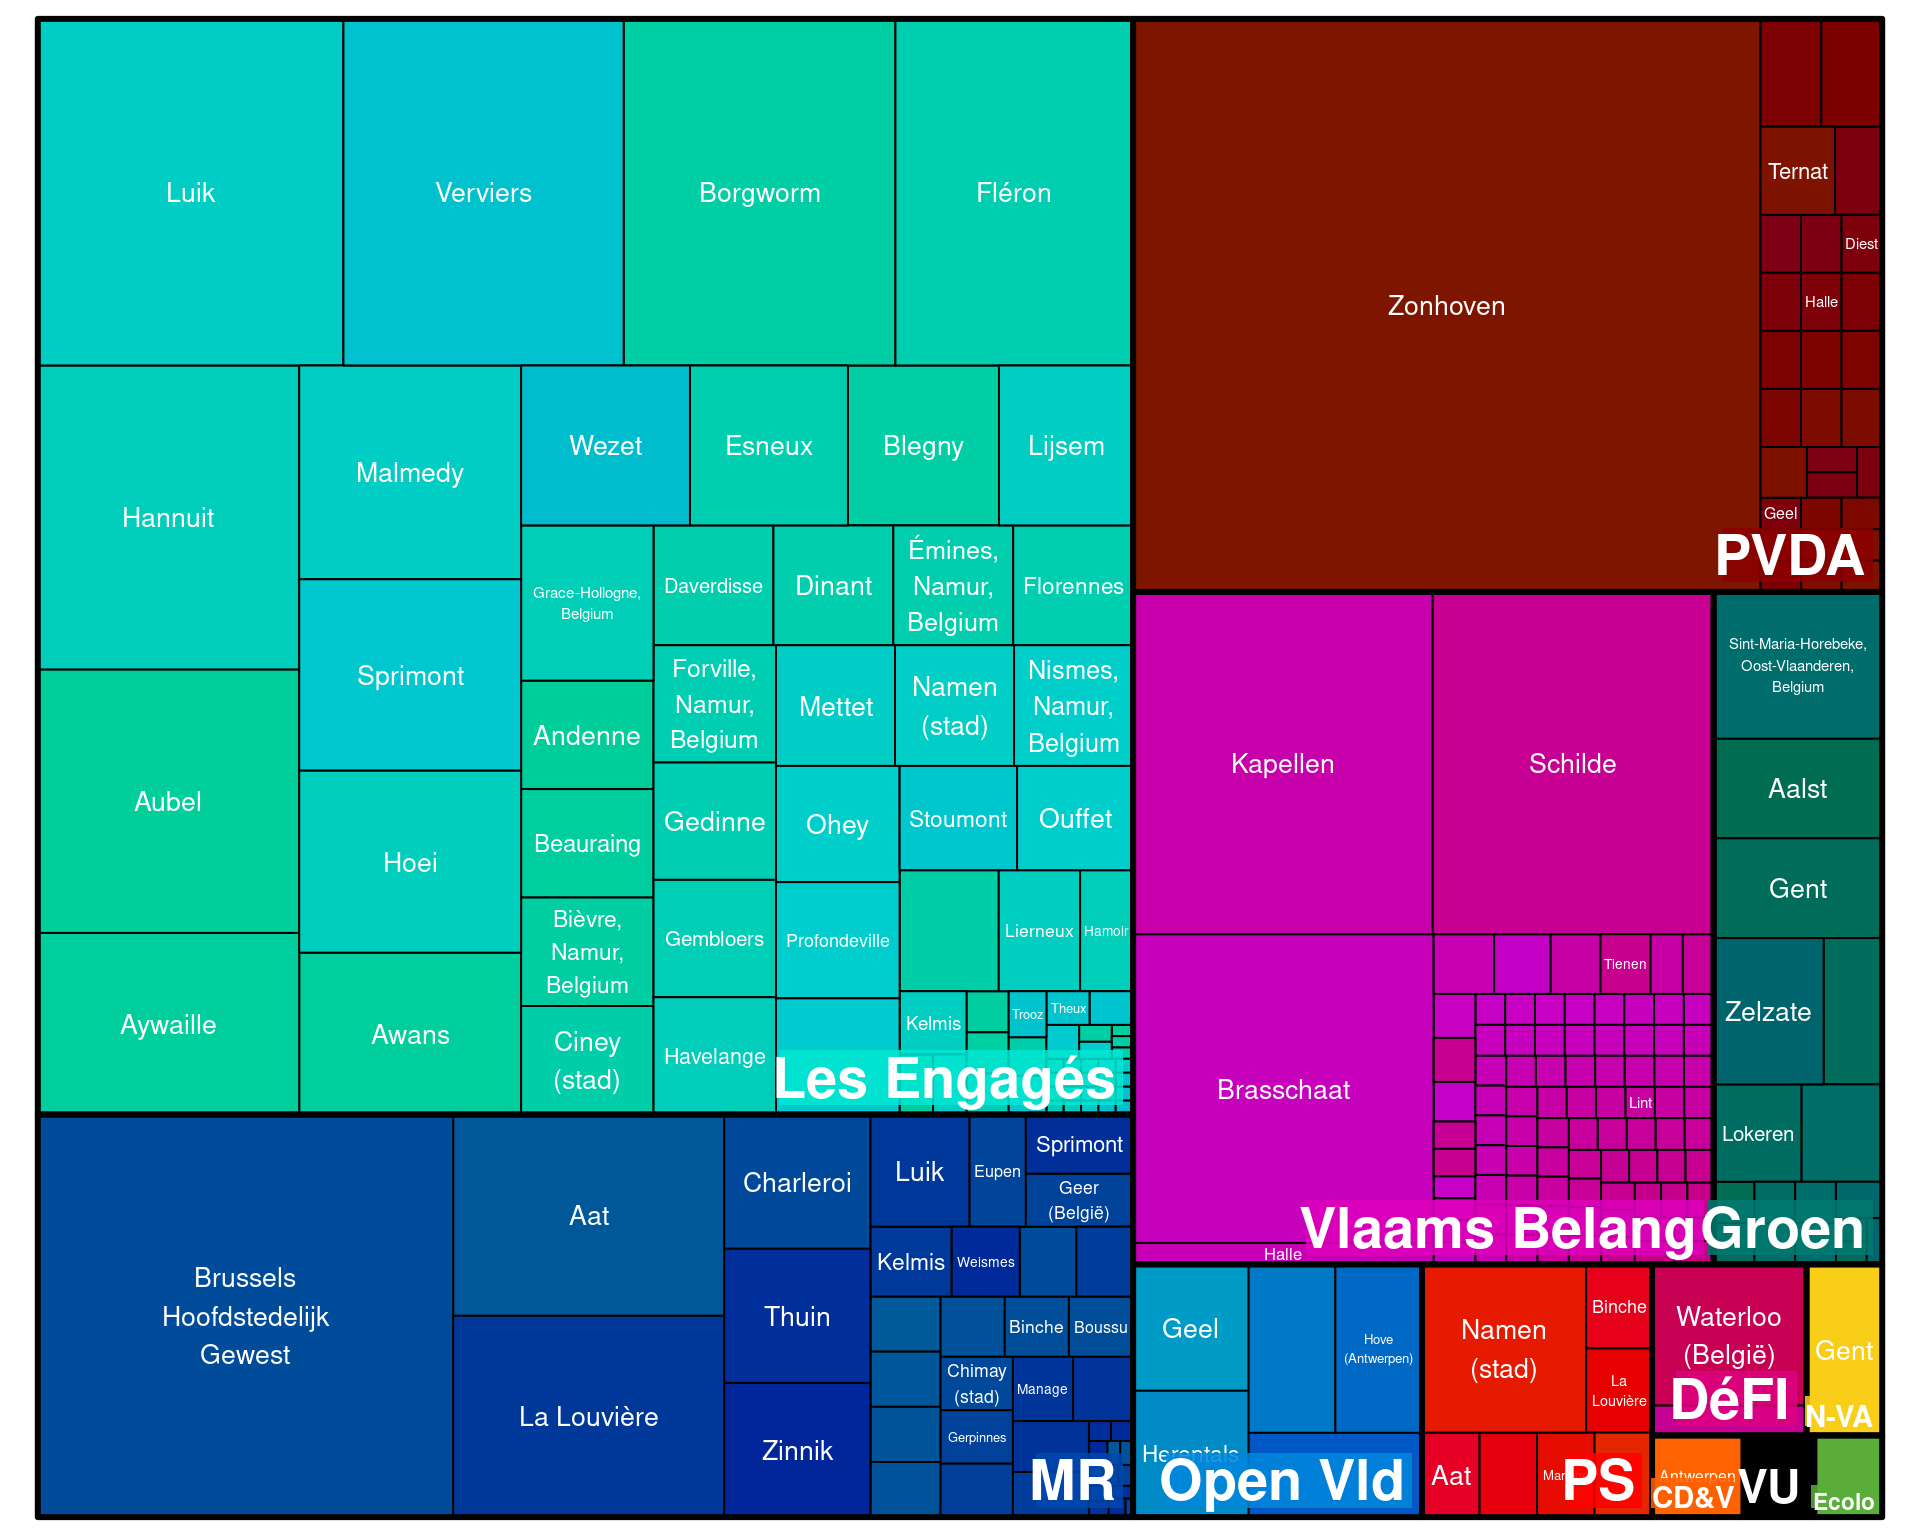 Luik
Verviers
Borgworm
Fléron
Hannuit
Malmedy
Wezet
Esneux
Blegny
Lijsem
Sprimont
Grace-Hollogne,
Belgium
Daverdisse
Dinant
Émines,
Namur,
Belgium
Florennes
Aubel
Andenne
Forville,
Namur,
Belgium
Mettet
Namen
(stad)
Nismes,
Namur,
Belgium
Hoei
Beauraing
Gedinne
Ohey
Stoumont
Ouffet
Aywaille
Awans
Bièvre,
Namur,
Belgium
Gembloers
Profondeville
Lierneux
Hamoir
Ciney
(stad)
Havelange
Kelmis
Trooz
Theux
Les Engagés
Zonhoven
Ternat
Diest
Halle
Geel
PVDA
Kapellen
Schilde
Brasschaat
Tienen
Lint
Halle
Vlaams Belang
Sint-Maria-Horebeke,
Oost-Vlaanderen,
Belgium
Aalst
Gent
Zelzate
Lokeren
Groen
Brussels
Hoofdstedelijk
Gewest
Aat
La Louvière
Charleroi
Thuin
Zinnik
Luik
Eupen
Sprimont
Geer
(België)
Kelmis
Weismes
Binche
Boussu
Chimay
(stad)
Manage
Gerpinnes
MR
Geel
Hove
(Antwerpen)
Herentals
Open Vld
Namen
(stad)
Binche
La
Louvière
Aat
PS
Waterloo
(België)
DéFI
Gent
N-VA
Antwerpen
CD&V
VU
Ecolo